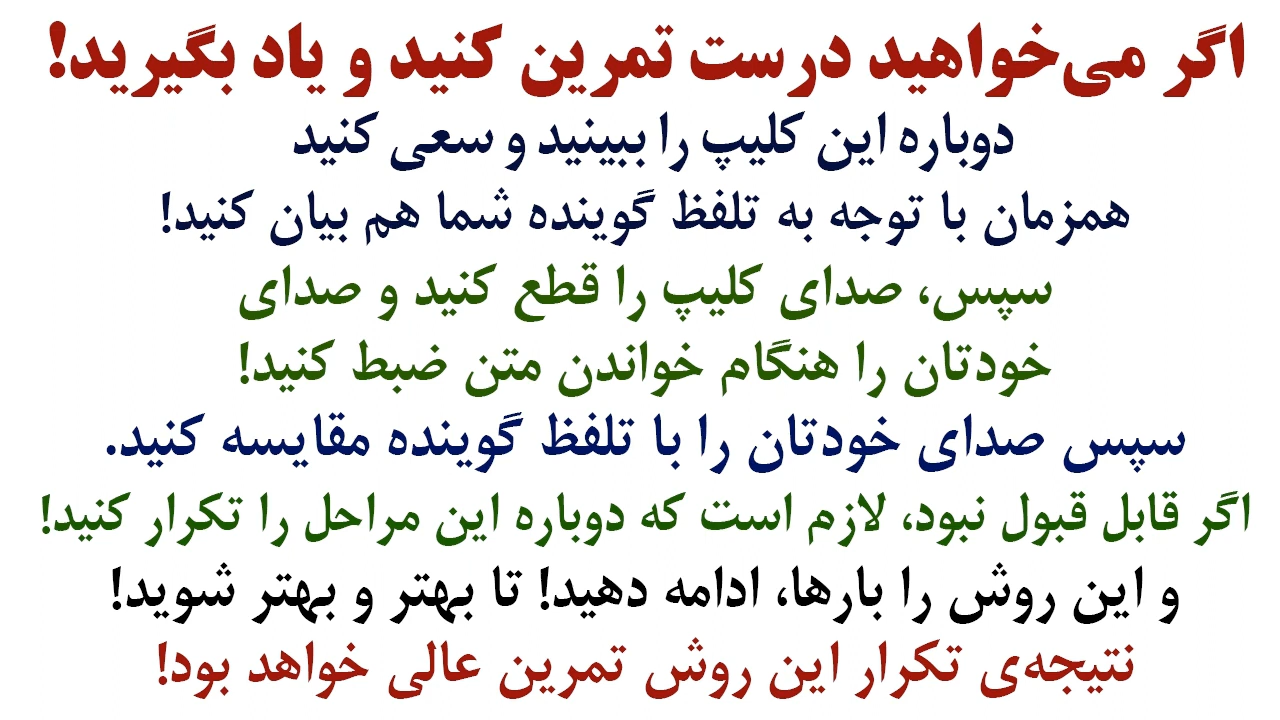 اگر می‌خواهید درست تمرین کنید و یاد بگیرید!
دوباره این کلیپ را ببینید و سعی کنید
همزمان با توجه به تلفظ گوینده شما هم بیان کنید!
سپس، صدای کلیپ را قطع کنید و صدای
خودتان را هنگام خواندن متن ضبط کنید!
سپس صدای خودتان را با تلفظ گوینده مقایسه کنید.
اگر قابل قبول نبود، لازم است که دوباره این مراحل را تکرار کنید!
و این روش را بارها، ادامه دهید! تا بهتر و بهتر شوید!
نتیجه‌ی تکرار این روش تمرین عالی خواهد بود!